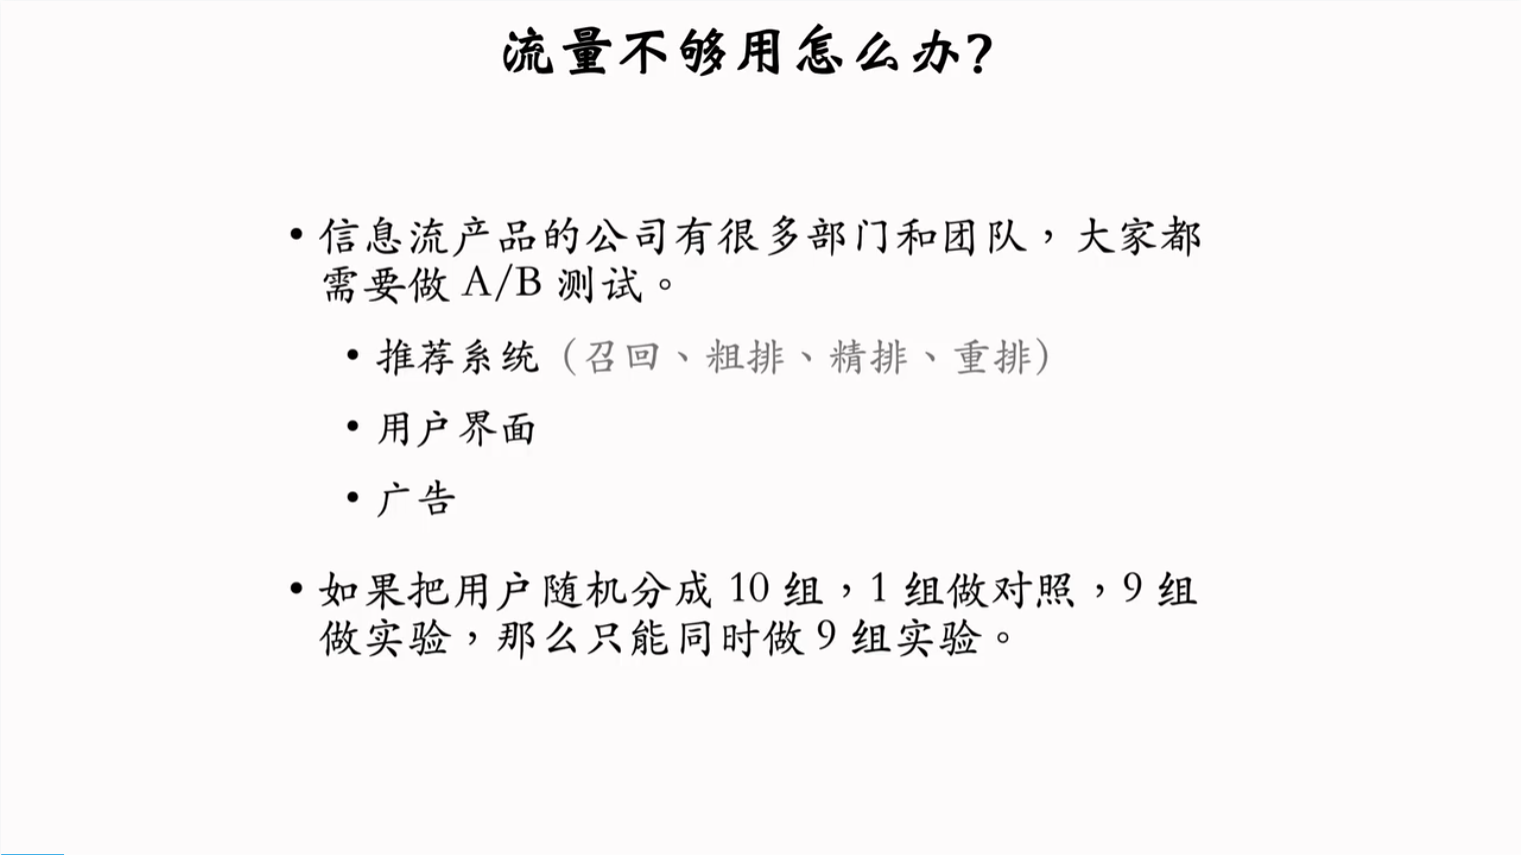 流量不够用怎么办?
• 信息流产品的公司有很多部门和团队，大家都
需要做 A/B 测试。
• 推荐系统（召回、粗排、精排、重排）
• 用户界面
• 广告
• 如果把用户随机分成 10 组，1 组做对照，9 组
做实验，那么只能同时做 9 组实验。